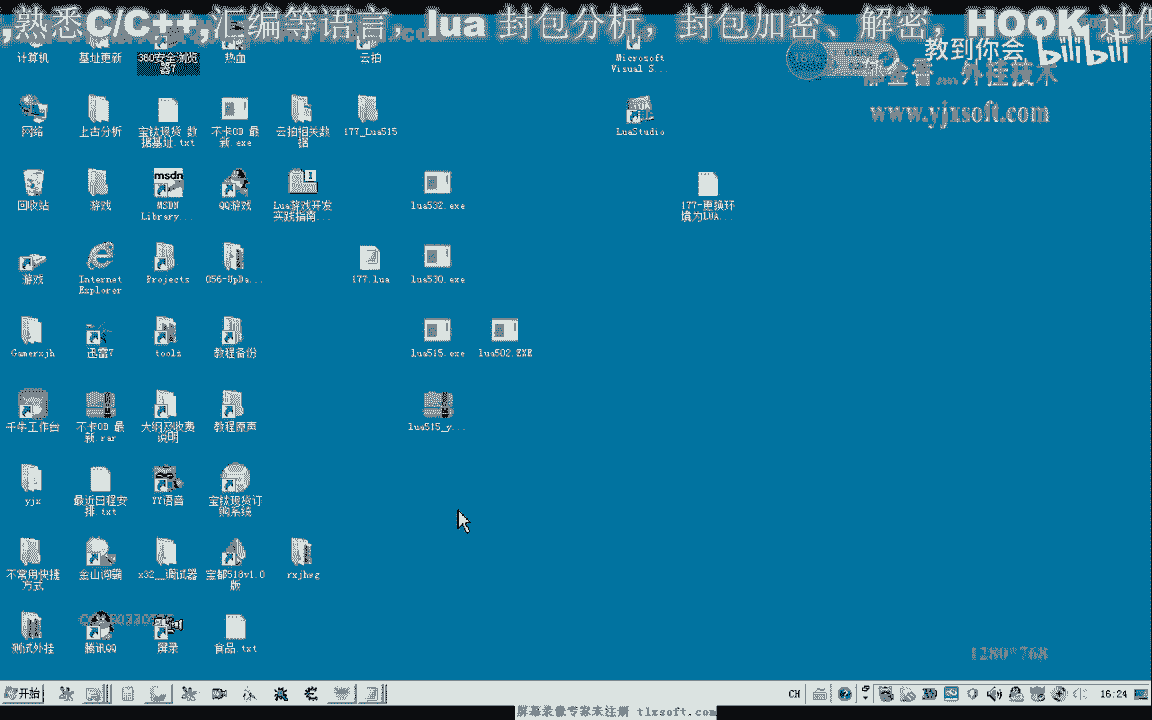 ,熟悉C/C++,汇编等语言, lua 封包分析, 封包加密、解密, HOOK 过保
教到你会 bilibili
外挂技术
www.yjxsoft.com
计算机 基址更新 360安全浏览器7 热血 云拍 Microsoft Visual S...
网络 上古分析 宝钛现货 数据基址.txt 不卡OD 最新.exe 云拍相关数据 177_Lua515 LuaStudio
回收站 游戏 MSDN Library... QQ游戏 Lua游戏开发实践指南... lua532.exe 177-更换环境为LUA...
游戏 Internet Explorer Projects 056-UpDa... 177.lua lua530.exe
Gamerxjh 迅雷7 tools 教程备份 lua515.exe lua502.EXE
千牛工作台 不卡OD 最新.rar 大纲及收费说明 教程原声 lua515_y...
yjx 最近日程安排.txt YY语音 宝钛现货订购系统
不常用快捷方式 金山词霸 x32__调试器 宝都518v1.0版 rxjhwg
测试外挂 腾讯QQ 屏录 食品.txt
1280*768
开始 CH 16:24
屏幕录像专家未注册 tlxsoft.com